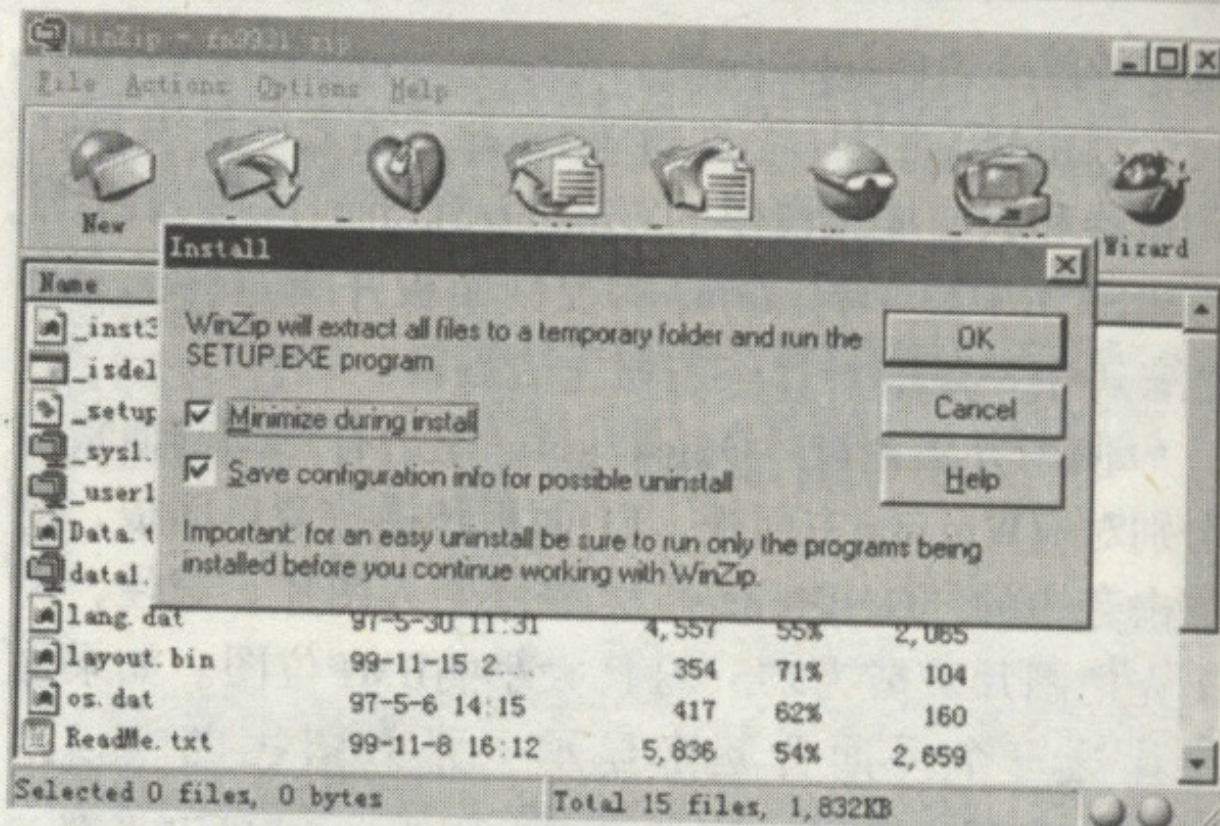 WinZip - fn9931.zip
File Actions Options Help
New
Wizard
Install
Name
WinZip will extract all files to a temporary folder and run the
SETUP.EXE program
OK
Minimize during install
Cancel
Save configuration info for possible uninstall
Help
Important: for an easy uninstall be sure to run only the programs being
installed before you continue working with WinZip.
_inst3
_isdel
_setup
_sys1.
_user1
Data.t
data1.
lang.dat 97-5-30 11:31 4,557 55% 2,065
layout.bin 99-11-15 2... 354 71% 104
os.dat 97-5-6 14:15 417 62% 160
ReadMe.txt 99-11-8 16:12 5,836 54% 2,659
Selected 0 files, 0 bytes
Total 15 files, 1,832KB